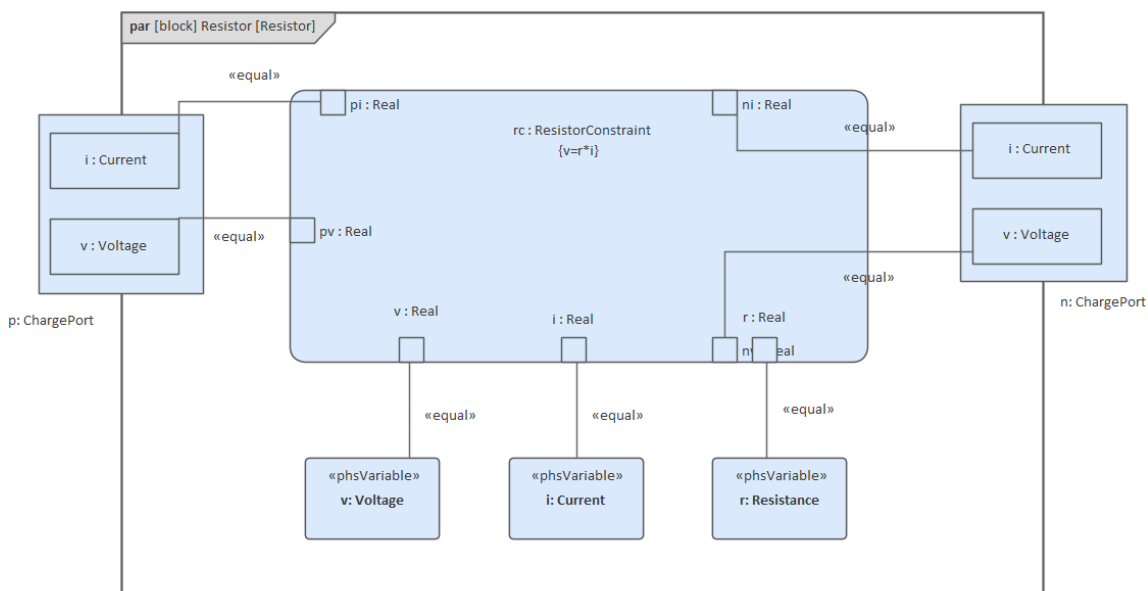 par [block] Resistor [Resistor]
«equal»
pi : Real
ni : Real
rc : ResistorConstraint
{v=r*i}
«equal»
i : Current
i : Current
v : Voltage
«equal»
pv : Real
v : Voltage
«equal»
p: ChargePort
n: ChargePort
v : Real
i : Real
r : Real
«equal»
«equal»
«equal»
«phsVariable»
v: Voltage
«phsVariable»
i: Current
«phsVariable»
r: Resistance